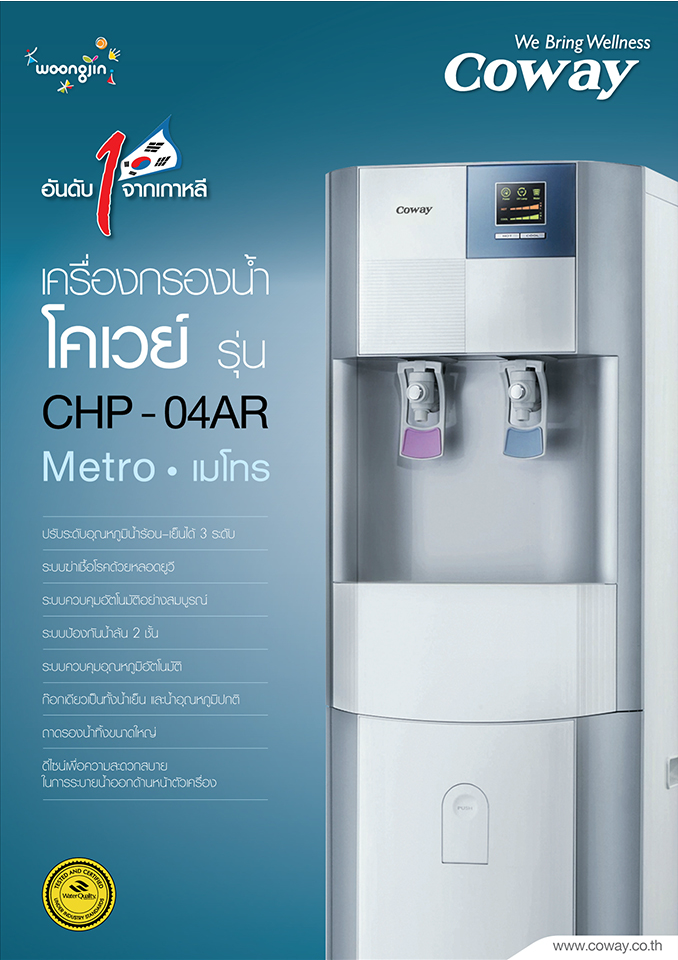 woongjin
We Bring Wellness
Coway
อันดับ 1 จากเกาหลี
เครื่องกรองน้ำ
โคเวย์ รุ่น
CHP - 04AR
Metro • เมโทร
ปรับระดับอุณหภูมิน้ำร้อน-เย็นได้ 3 ระดับ
ระบบฆ่าเชื้อโรคด้วยหลอดยูวี
ระบบควบคุมอัตโนมัติอย่างสมบูรณ์
ระบบป้องกันน้ำล้น 2 ชั้น
ระบบควบคุมอุณหภูมิอัตโนมัติ
ก๊อกเดียวเป็นทั้งน้ำเย็น และน้ำอุณหภูมิปกติ
ถาดรองน้ำทิ้งขนาดใหญ่
ดีไซน์เพื่อความสะดวกสบาย
ในการระบายน้ำออกด้านหน้าตัวเครื่อง
Coway
HOT COOL
PUSH
TESTED AND CERTIFIED
Water Quality
UNDER INDUSTRY STANDARDS
www.coway.co.th